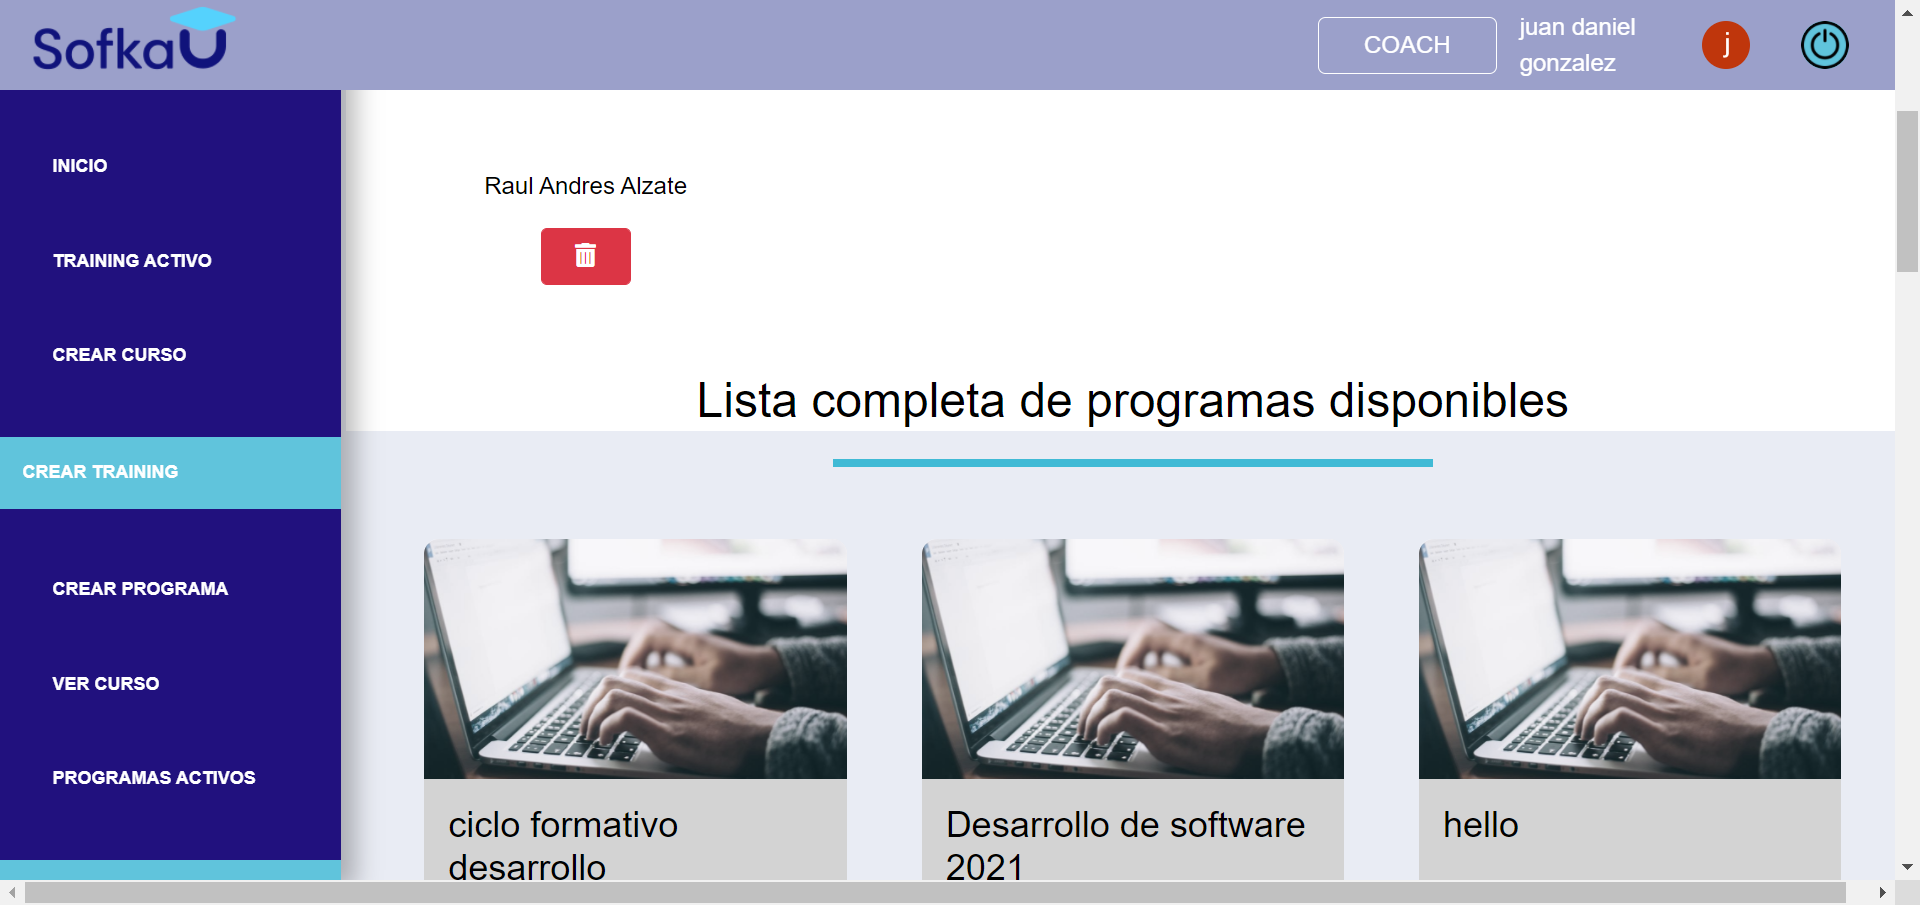 SofkaU
COACH
juan daniel
gonzalez
j
INICIO
TRAINING ACTIVO
CREAR CURSO
CREAR TRAINING
CREAR PROGRAMA
VER CURSO
PROGRAMAS ACTIVOS
Raul Andres Alzate
Lista completa de programas disponibles
ciclo formativo
desarrollo
Desarrollo de software
2021
hello